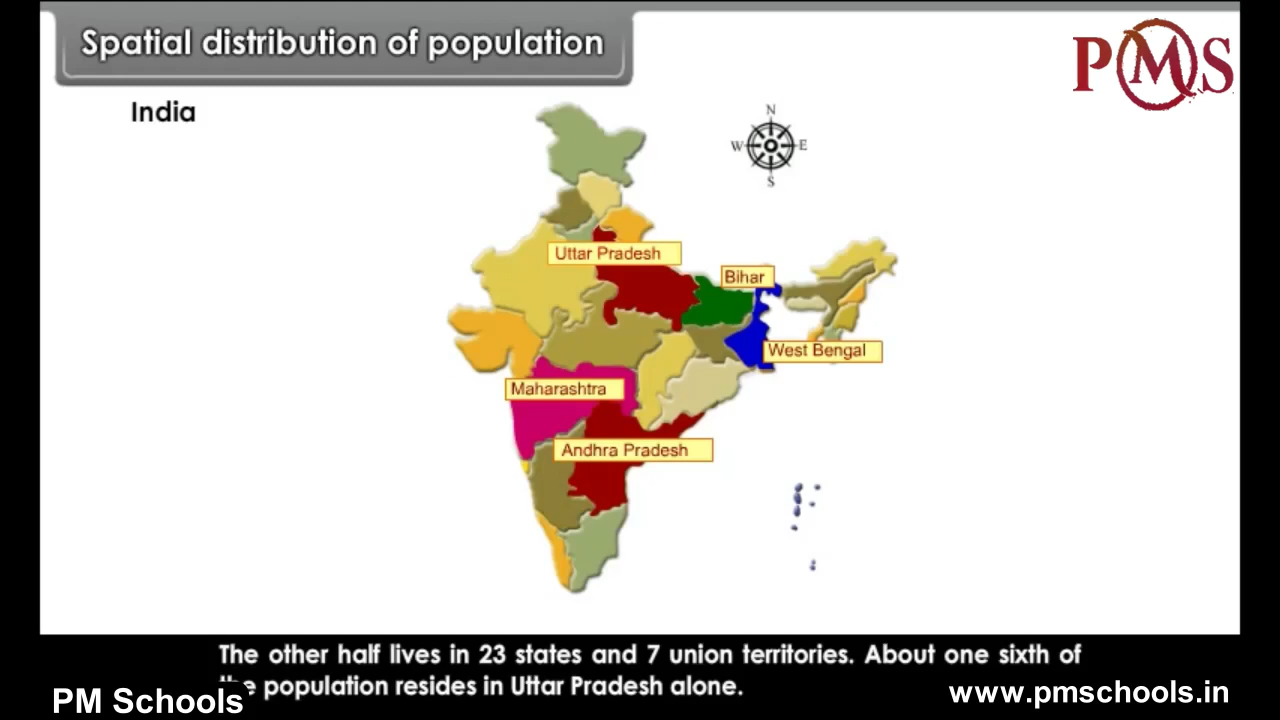 Spatial distribution of population
PMS
India
N
W E
S
Uttar Pradesh
Bihar
West Bengal
Maharashtra
Andhra Pradesh
The other half lives in 23 states and 7 union territories. About one sixth of
the population resides in Uttar Pradesh alone.
PM Schools
www.pmschools.in